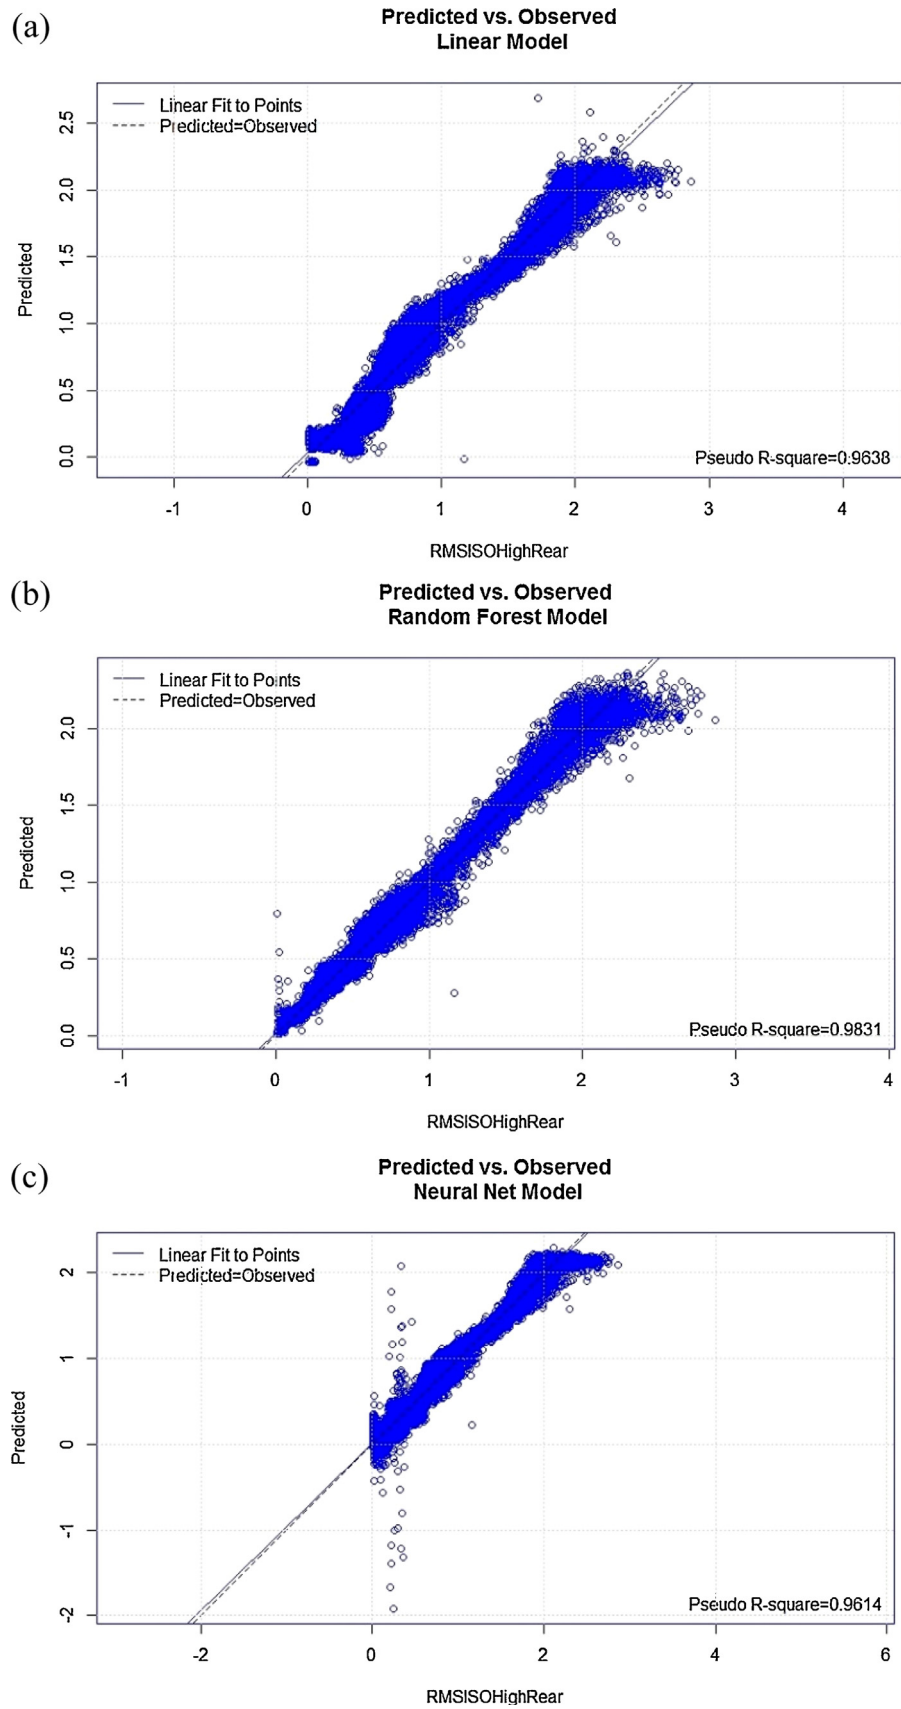 (a)
Predicted vs. Observed
Linear Model
Linear Fit to Points
Predicted=Observed
2.5
2.0
1.5
1.0
0.5
0.0
Predicted
Pseudo R-square=0.9638
-1 0 1 2 3 4
RMSISOHighRear
(b)
Predicted vs. Observed
Random Forest Model
Linear Fit to Points
Predicted=Observed
2.0
1.5
1.0
0.5
0.0
Predicted
Pseudo R-square=0.9831
-1 0 1 2 3 4
RMSISOHighRear
(c)
Predicted vs. Observed
Neural Net Model
Linear Fit to Points
Predicted=Observed
2
1
0
-1
-2
Predicted
Pseudo R-square=0.9614
-2 0 2 4 6
RMSISOHighRear